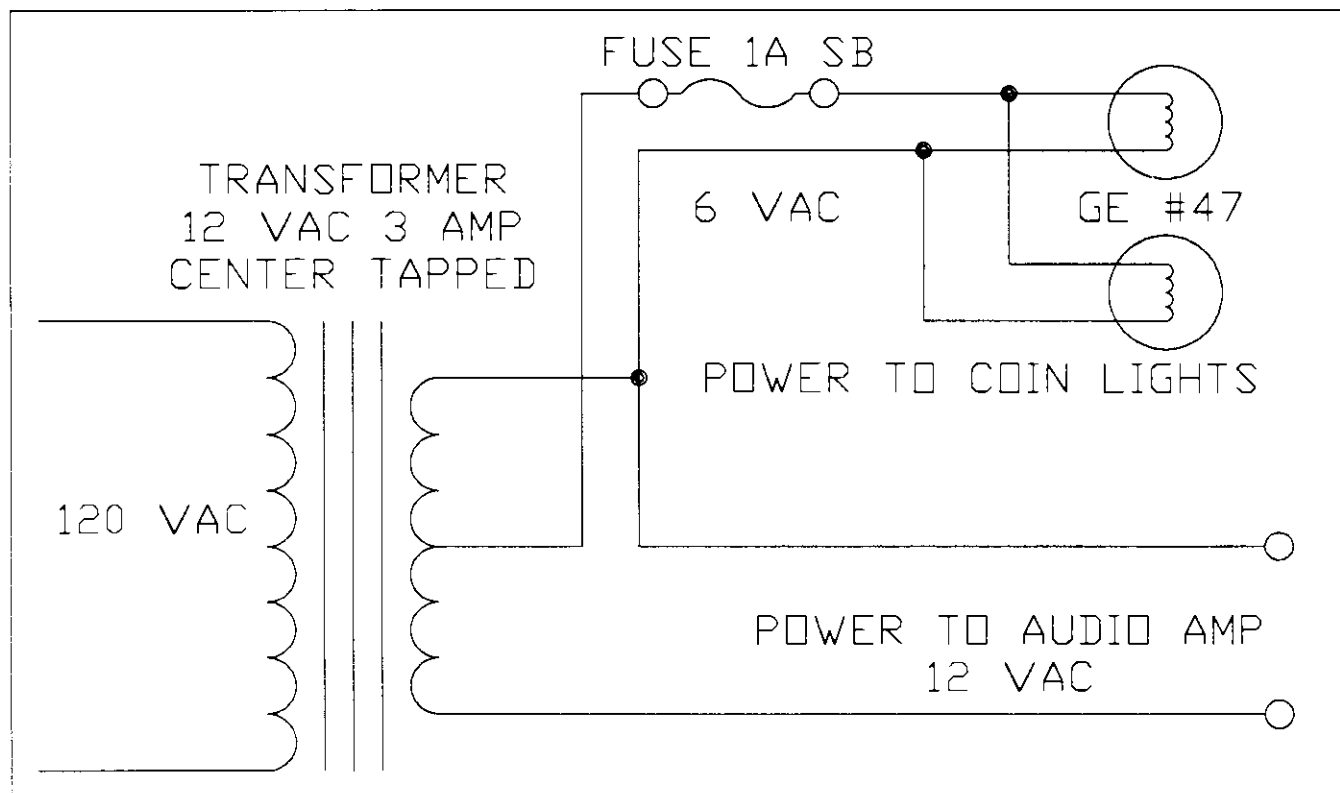 FUSE 1A SB
TRANSFORMER
12 VAC 3 AMP
CENTER TAPPED
6 VAC
GE #47
POWER TO COIN LIGHTS
120 VAC
POWER TO AUDIO AMP
12 VAC